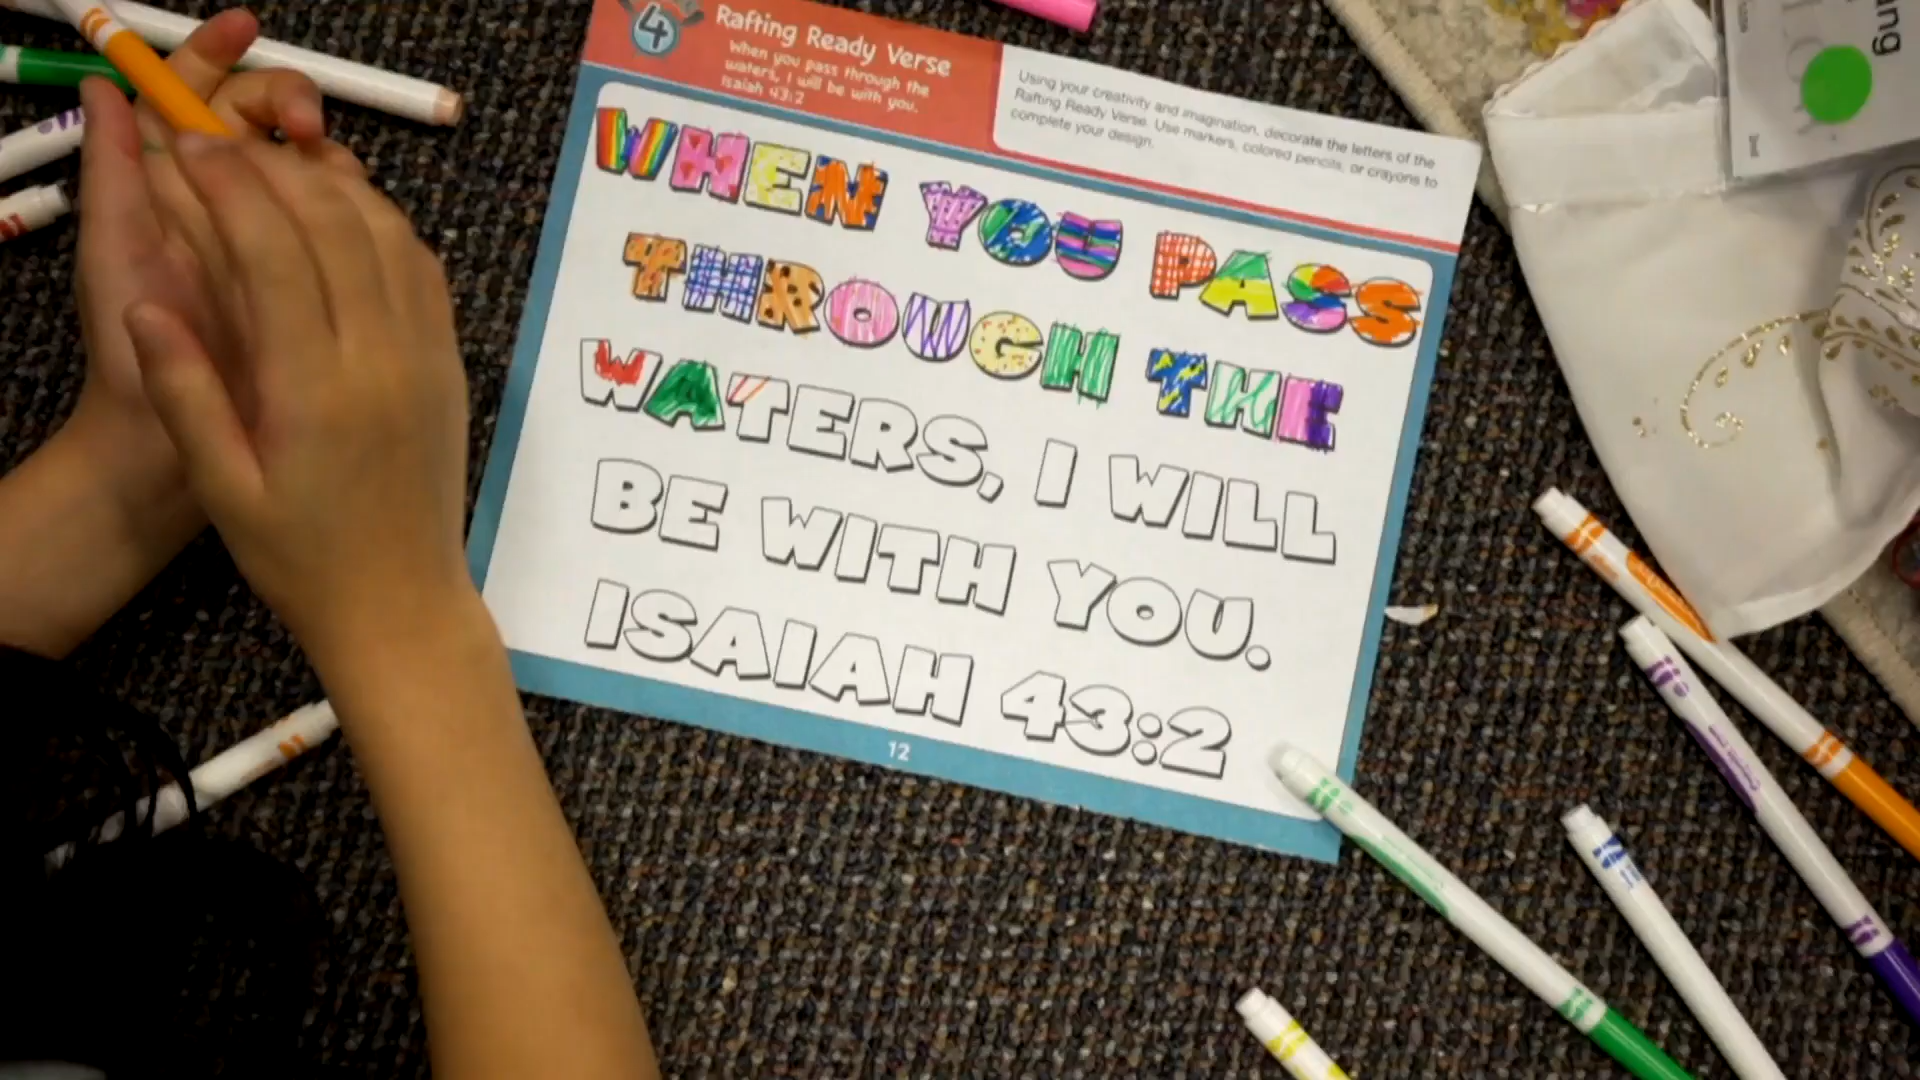 4
Rafting Ready Verse
When you pass through the
waters, I will be with you.
Isaiah 43:2
Using your creativity and imagination, decorate the letters of the
Rafting Ready Verse. Use markers, colored pencils, or crayons to
complete your design.
WHEN YOU PASS
THROUGH THE
WATERS, I WILL
BE WITH YOU.
ISAIAH 43:2
12
ang